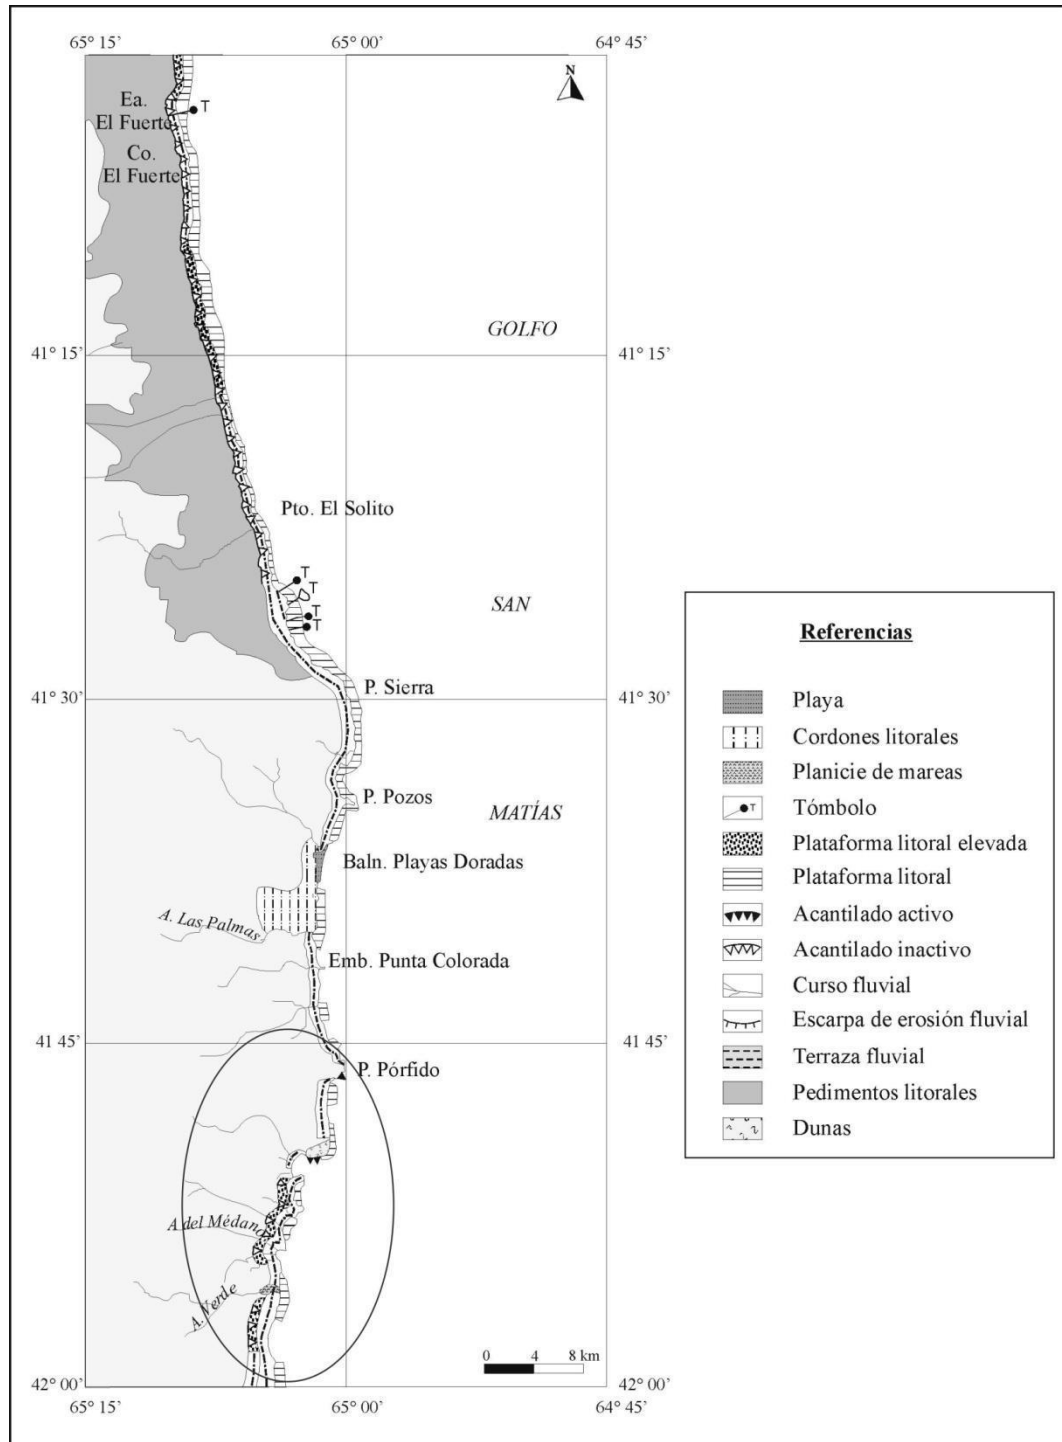 65° 15’ 65° 00’ 64° 45’
N
Ea.
El Fuerte
T
Co.
El Fuerte
GOLFO
41° 15’ 41° 15’
Pto. El Solito
T
T
T
T
SAN
P. Sierra
41° 30’ 41° 30’
P. Pozos
MATÍAS
Baln. Playas Doradas
A. Las Palmas
Emb. Punta Colorada
41 45’ 41 45’
P. Pórfido
A del Médano
A. Verde
0 4 8 km
42° 00’ 42° 00’
65° 15’ 65° 00’ 64° 45’
Referencias
Playa
Cordones litorales
Planicie de mareas
T Tómbolo
Plataforma litoral elevada
Plataforma litoral
Acantilado activo
Acantilado inactivo
Curso fluvial
Escarpa de erosión fluvial
Terraza fluvial
Pedimentos litorales
Dunas